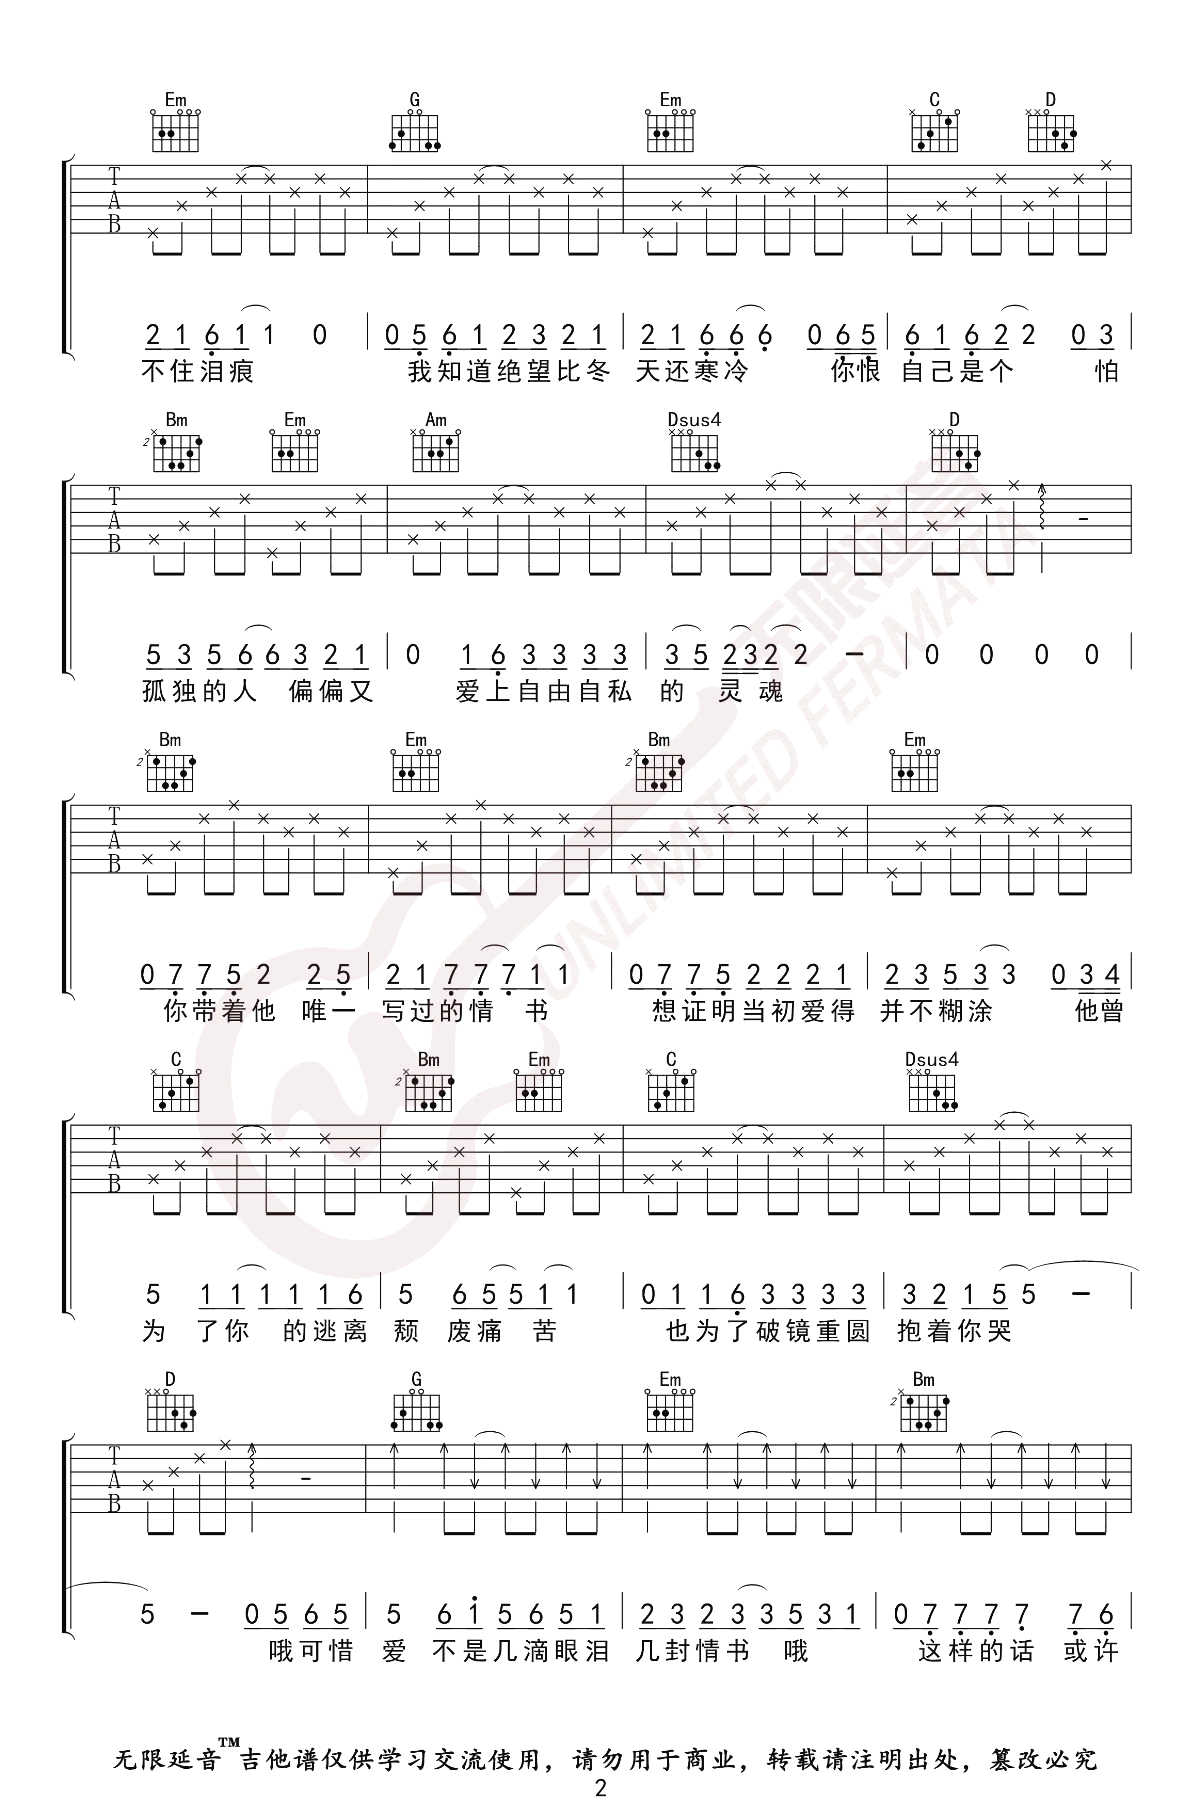 Em G Em C D
T
A
B
2 1 6 1 1 0 | 0 5 6 1 2 3 2 1 | 2 1 6 6 6 0 6 5 | 6 1 6 2 2 0 3
不住泪痕 我知道绝望比冬 天还寒冷 你恨 自己是个 怕
Bm Em Am Dsus4 D
2
T
A
B
5 3 5 6 6 3 2 1 | 0 1 6 3 3 3 3 | 3 5 2 3 2 2 - | 0 0 0 0
孤独的人 偏偏又 爱上自由自私 的 灵魂
Bm Em Bm Em
2 2
T
A
B
0 7 7 5 2 2 5 | 2 1 7 7 7 1 1 | 0 7 7 5 2 2 2 1 | 2 3 5 3 3 0 3 4
你带着他 唯一 写过的情 书 想证明当初爱得 并不糊涂 他曾
C Bm Em C Dsus4
2
T
A
B
5 1 1 1 1 1 6 | 5 6 5 5 1 1 | 0 1 1 6 3 3 3 3 | 3 2 1 5 5 -
为 了你 的逃离 颓 废痛 苦 也为了破镜重圆 抱着你哭
D G Em Bm
2
T
A
B
5 - 0 5 6 5 | 5 6 1 5 6 5 1 | 2 3 2 3 3 5 3 1 | 0 7 7 7 7 7 6
哦可惜 爱 不是几滴眼泪 几封情书 哦 这样的话 或许
无限延音™吉他谱仅供学习交流使用，请勿用于商业，转载请注明出处，篡改必究
2
无限延音
UNLIMITED FERMATA